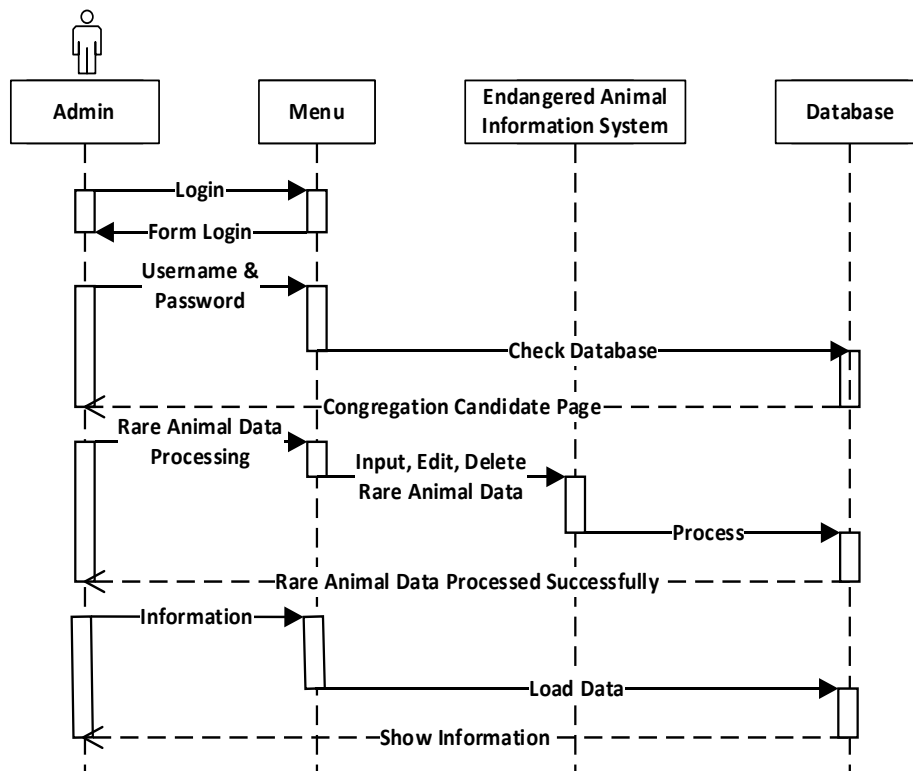 Admin
Menu
Endangered Animal
Information System
Database
Login
Form Login
Username &
Password
Check Database
Congregation Candidate Page
Rare Animal Data
Processing
Input, Edit, Delete
Rare Animal Data
Process
Rare Animal Data Processed Successfully
Information
Load Data
Show Information